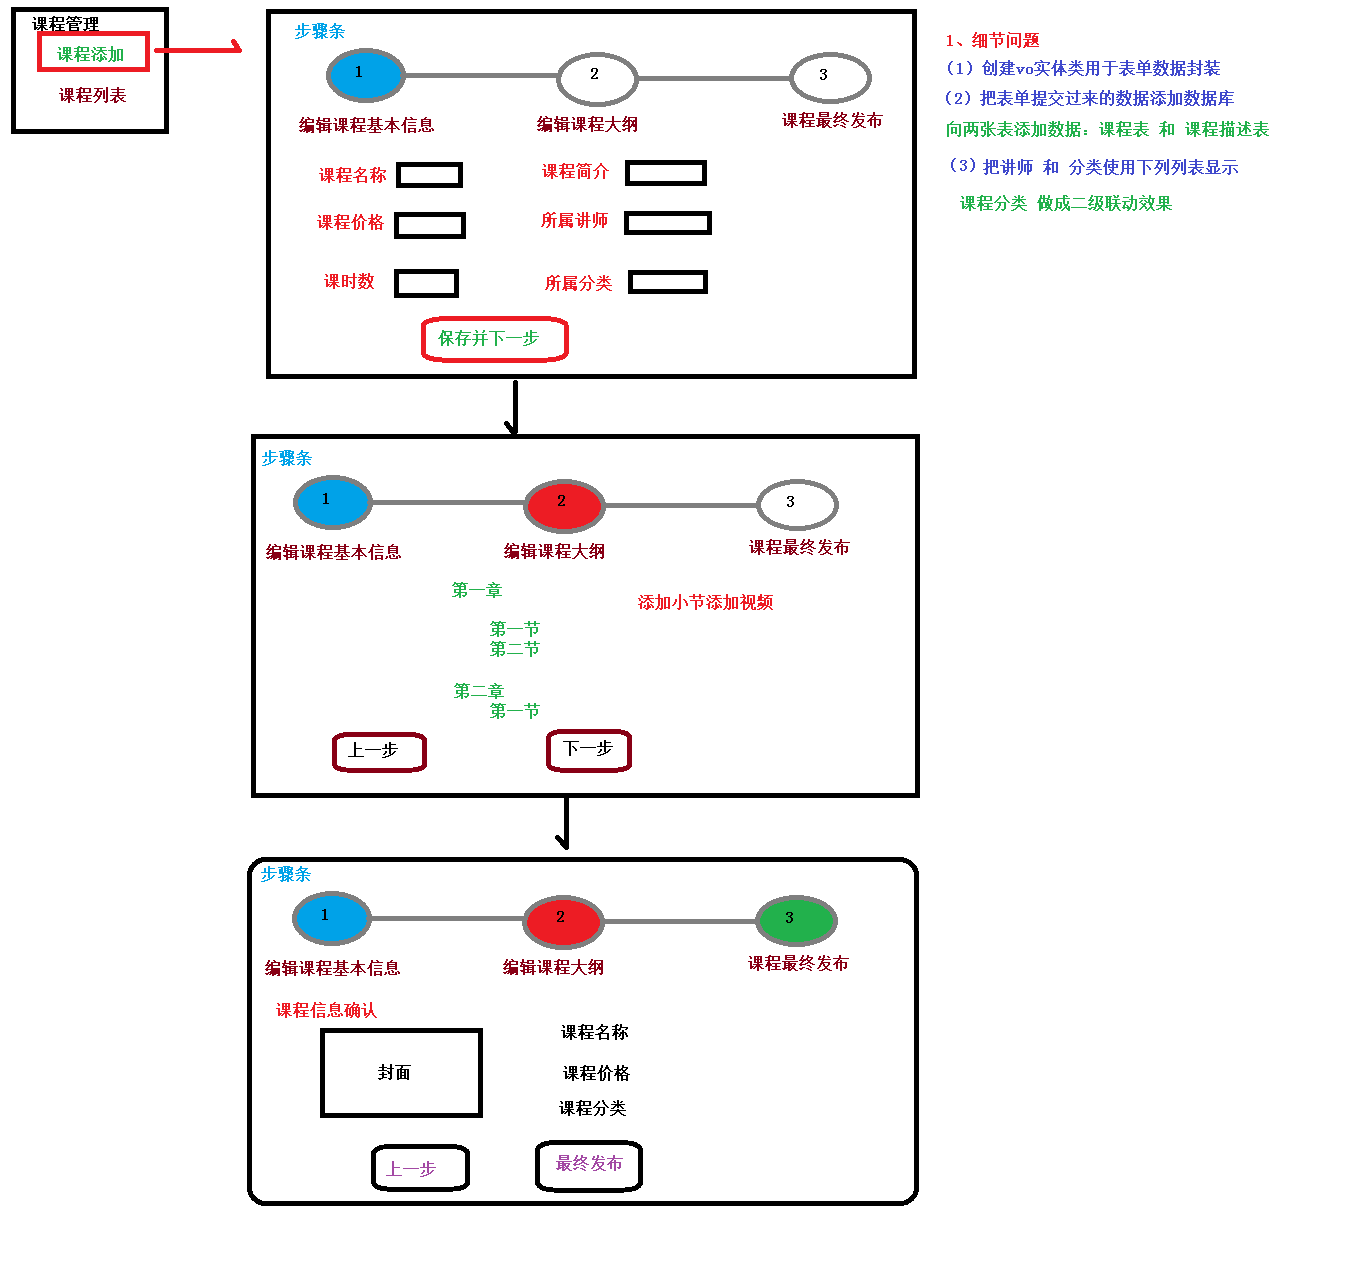 课程管理
课程添加
课程列表
步骤条
1
2
3
编辑课程基本信息
编辑课程大纲
课程最终发布
课程名称
课程简介
课程价格
所属讲师
课时数
所属分类
保存并下一步
1、细节问题
(1) 创建vo实体类用于表单数据封装
(2) 把表单提交过来的数据添加数据库
向两张表添加数据: 课程表 和 课程描述表
(3) 把讲师 和 分类使用下列列表显示
课程分类 做成二级联动效果
步骤条
1
2
3
编辑课程基本信息
编辑课程大纲
课程最终发布
第一章
添加小节添加视频
第一节
第二节
第二章
第一节
上一步
下一步
步骤条
1
2
3
编辑课程基本信息
编辑课程大纲
课程最终发布
课程信息确认
封面
课程名称
课程价格
课程分类
上一步
最终发布